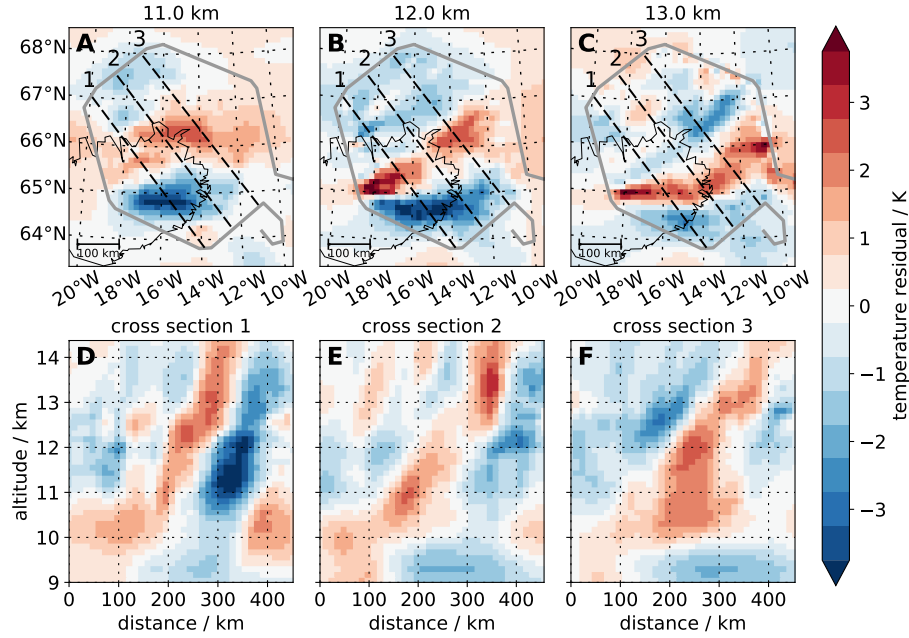 11.0 km 12.0 km 13.0 km
A B C
1 2 3 1 2 3 1 2 3
68°N
67°N
66°N
65°N
64°N
100 km 100 km 100 km
20°W 18°W 16°W 14°W 12°W 10°W 20°W 18°W 16°W 14°W 12°W 10°W 20°W 18°W 16°W 14°W 12°W 10°W
cross section 1 cross section 2 cross section 3
D E F
14
13
12
11
10
9
altitude / km
0 100 200 300 400 0 100 200 300 400 0 100 200 300 400
distance / km distance / km distance / km
3
2
1
0
−1
−2
−3
temperature residual / K